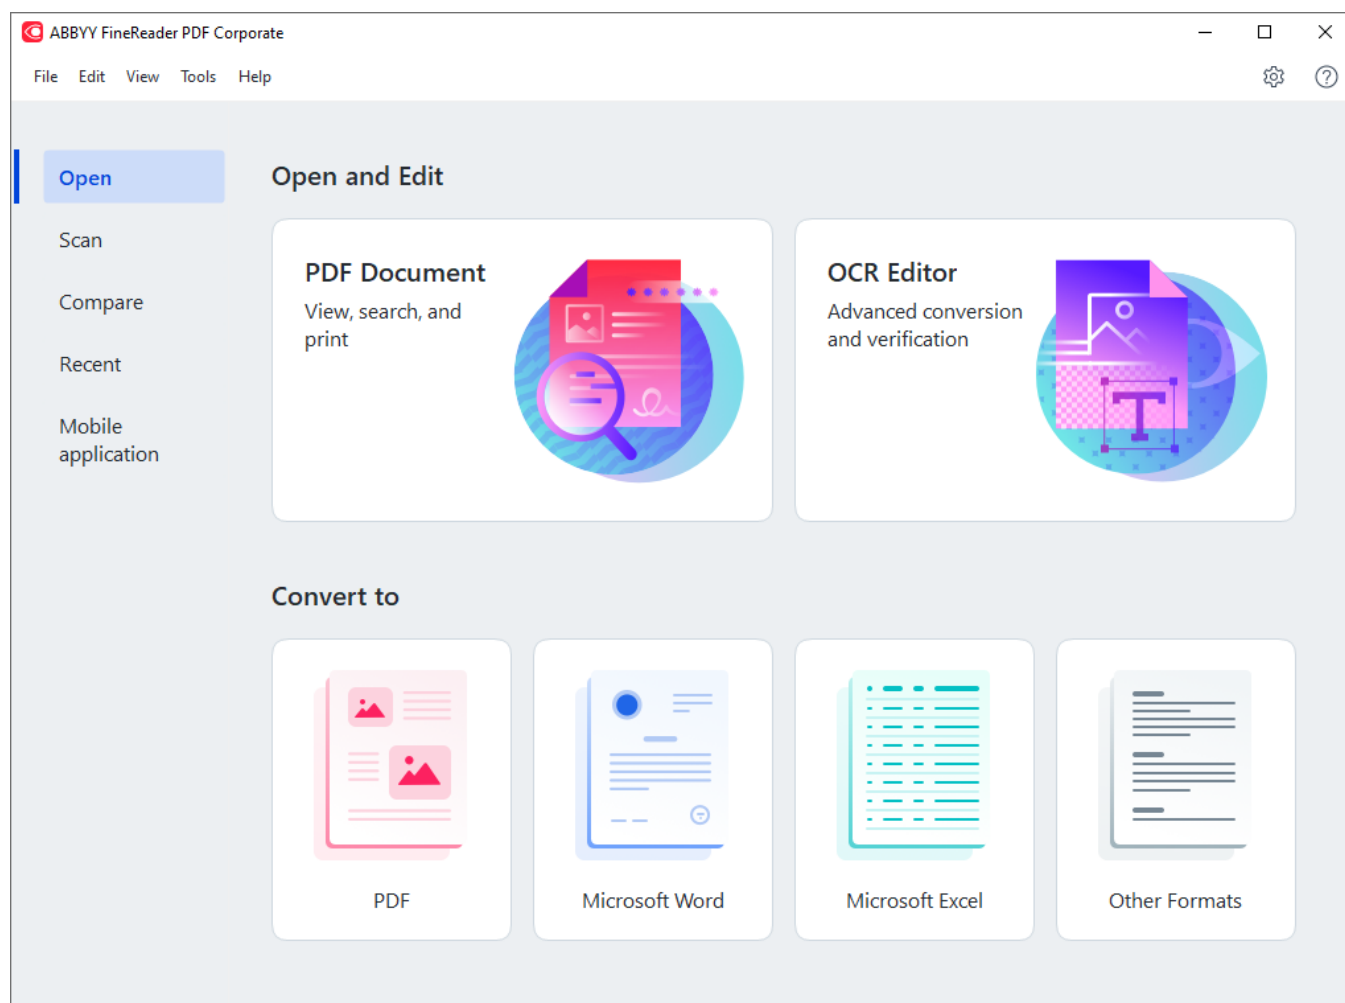 ABBYY FineReader PDF Corporate
File Edit View Tools Help
Open
Scan
Compare
Recent
Mobile
application
Open and Edit
PDF Document
View, search, and
print
OCR Editor
Advanced conversion
and verification
T
Convert to
PDF
Microsoft Word
Microsoft Excel
Other Formats